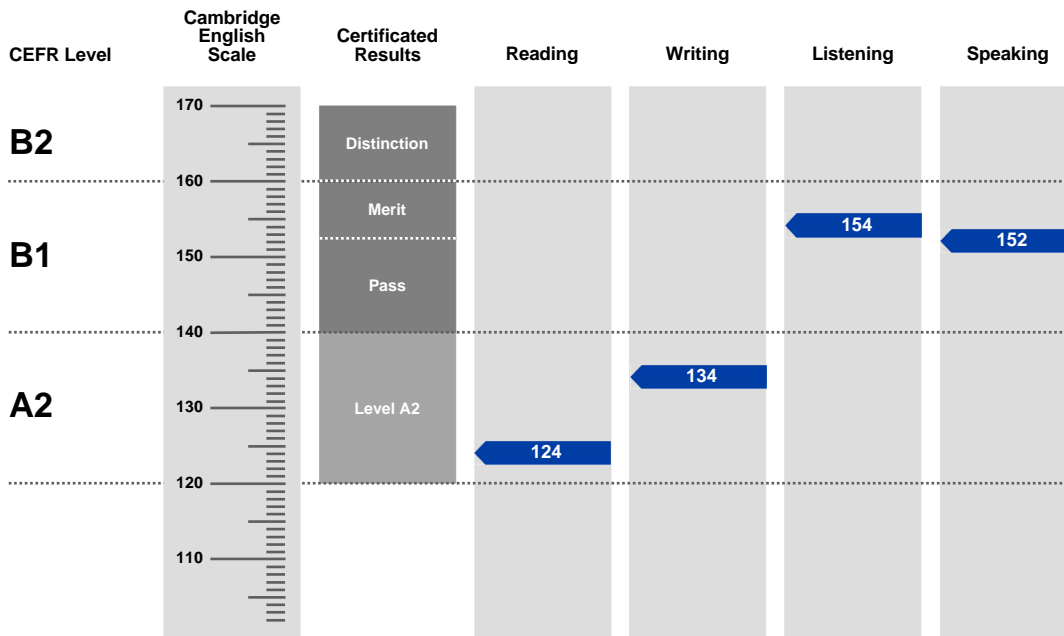 CEFR Level
Cambridge
English
Scale
Certificated
Results
Reading
Writing
Listening
Speaking
170
B2
Distinction
160
Merit
154
152
B1
150
Pass
140
134
A2
130
Level A2
124
120
110